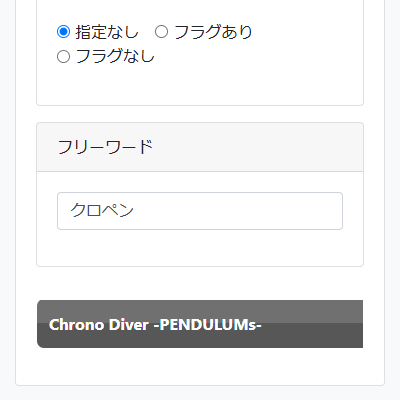 指定なし フラグあり
フラグなし
フリーワード
クロペン
Chrono Diver -PENDULUMs-